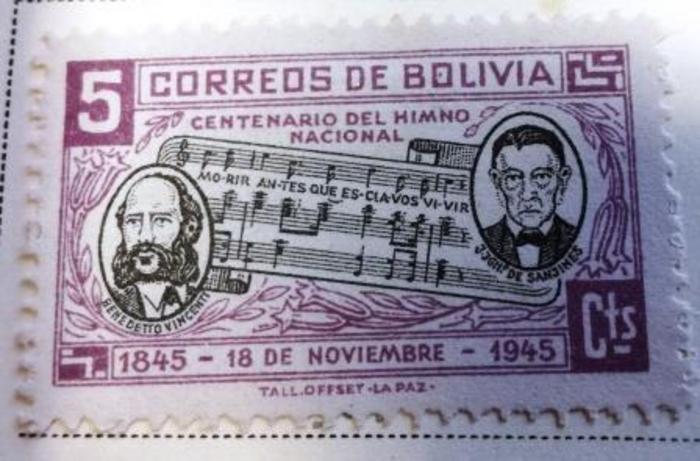 5 CORREOS DE BOLIVIA
CENTENARIO DEL HIMNO
NACIONAL
MO-RIR AN-TES QUE ES-CLA-VOS VI-VIR
BENEDETTO VINCENTI
DE SANJINES
Cts
1845 - 18 DE NOVIEMBRE - 1945
TALL.OFFSET-LA PAZ-